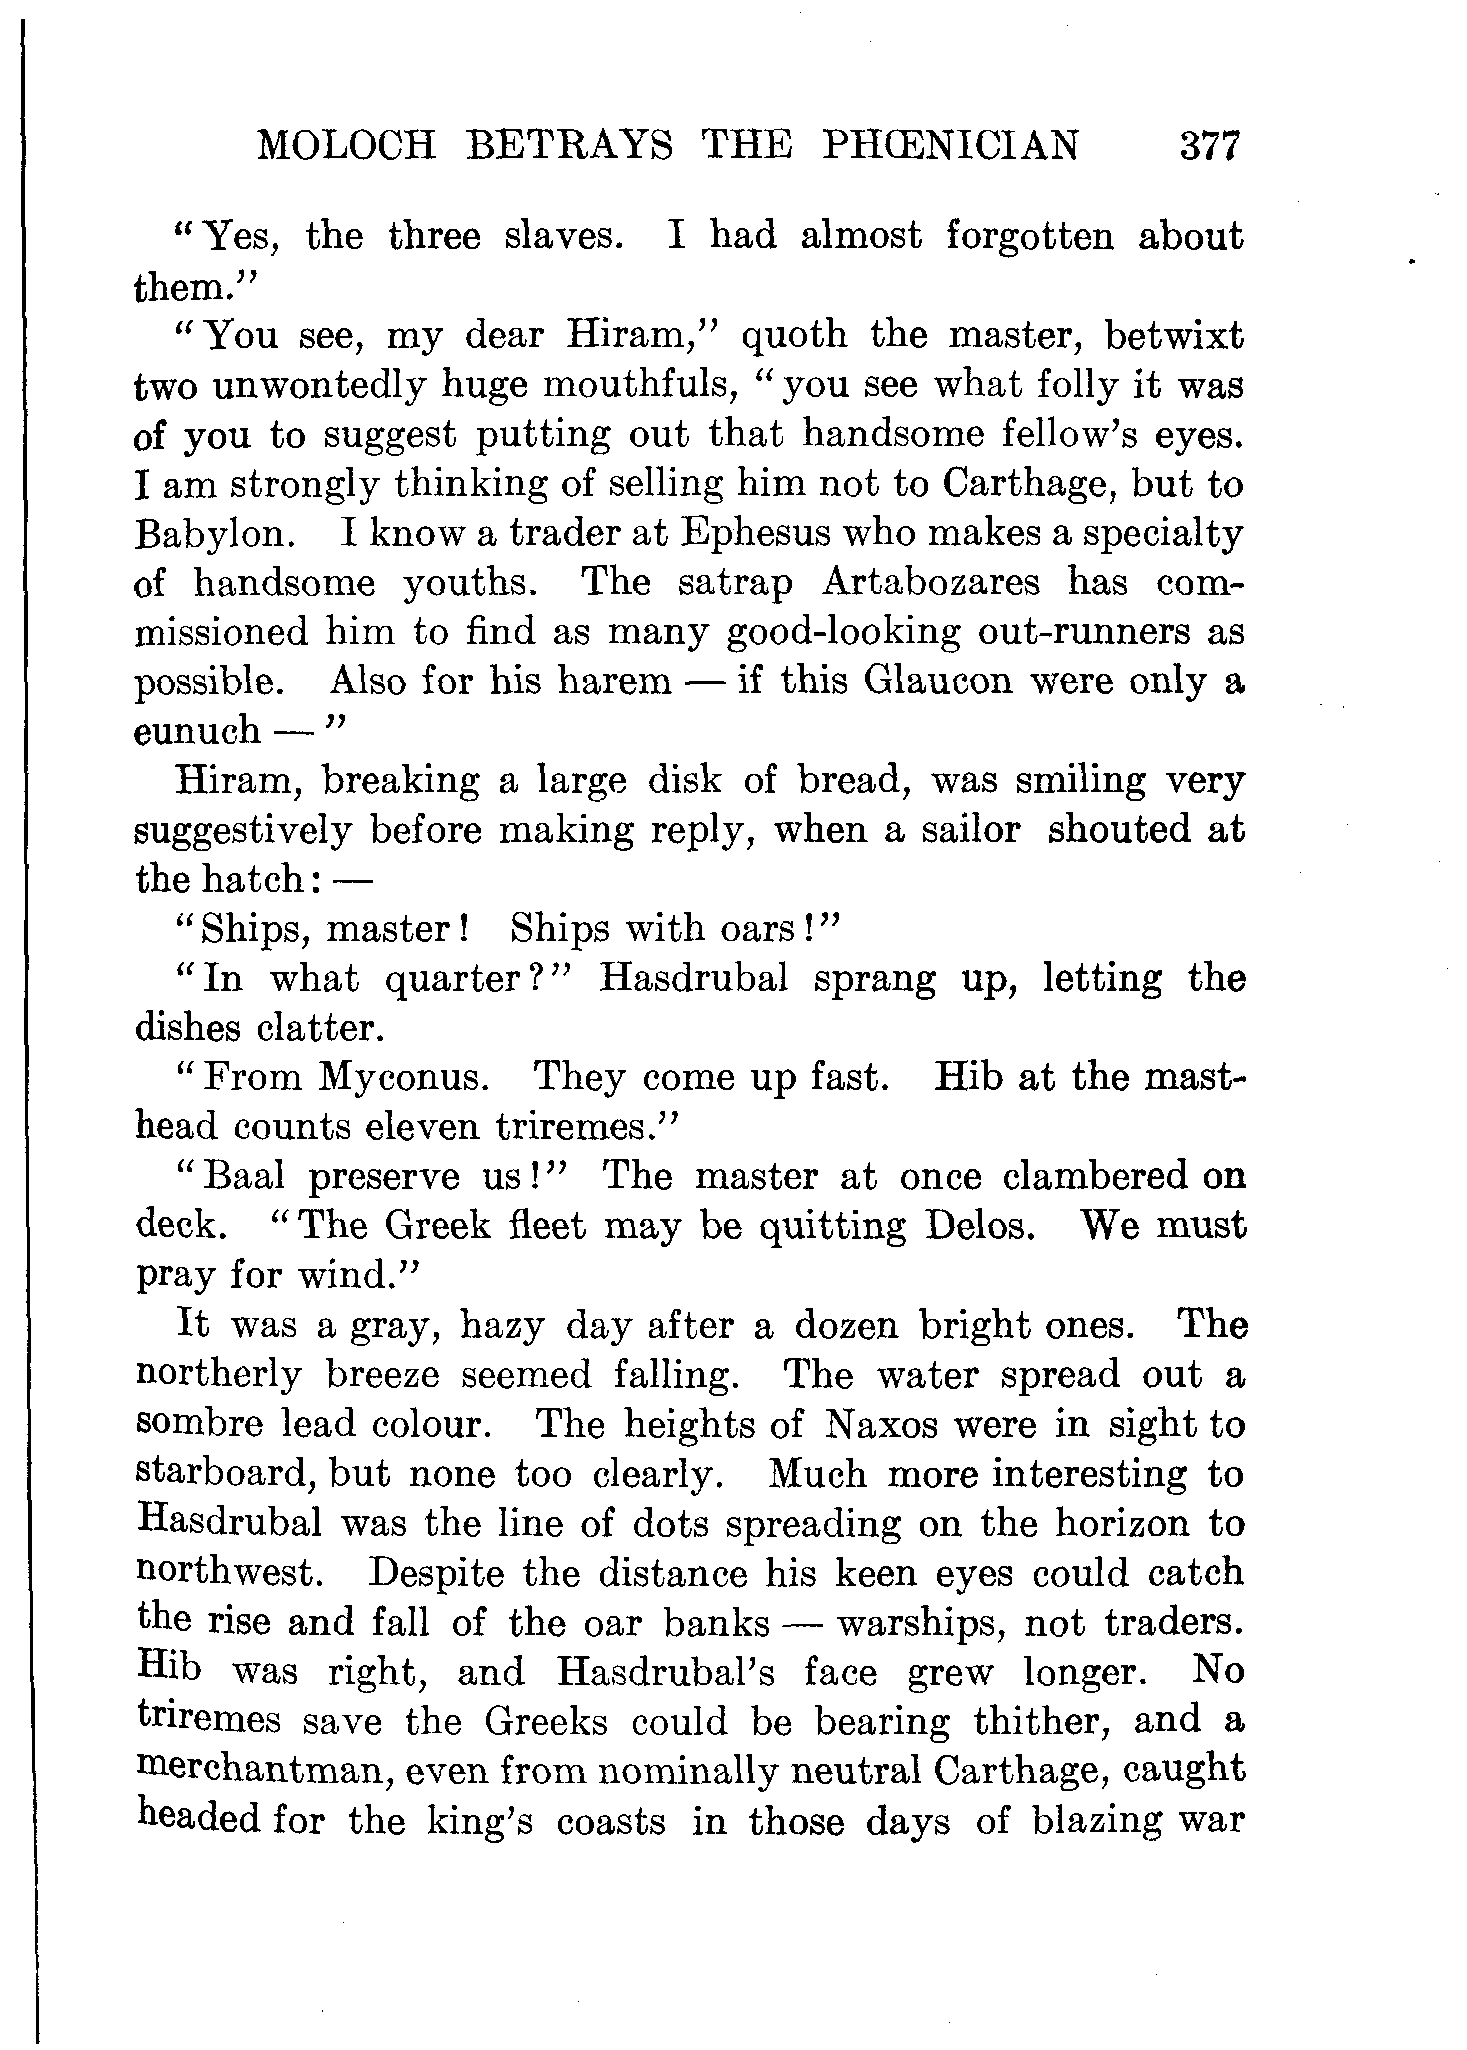 MOLOCH BETRAYS THE PHŒNICIAN 377
“Yes, the three slaves. I had almost forgotten about
them.”
“You see, my dear Hiram,” quoth the master, betwixt
two unwontedly huge mouthfuls, “you see what folly it was
of you to suggest putting out that handsome fellow’s eyes.
I am strongly thinking of selling him not to Carthage, but to
Babylon. I know a trader at Ephesus who makes a specialty
of handsome youths. The satrap Artabozares has com-
missioned him to find as many good-looking out-runners as
possible. Also for his harem — if this Glaucon were only a
eunuch — ”
Hiram, breaking a large disk of bread, was smiling very
suggestively before making reply, when a sailor shouted at
the hatch: —
“Ships, master! Ships with oars!”
“In what quarter?” Hasdrubal sprang up, letting the
dishes clatter.
“From Myconus. They come up fast. Hib at the mast-
head counts eleven triremes.”
“Baal preserve us!” The master at once clambered on
deck. “The Greek fleet may be quitting Delos. We must
pray for wind.”
It was a gray, hazy day after a dozen bright ones. The
northerly breeze seemed falling. The water spread out a
sombre lead colour. The heights of Naxos were in sight to
starboard, but none too clearly. Much more interesting to
Hasdrubal was the line of dots spreading on the horizon to
northwest. Despite the distance his keen eyes could catch
the rise and fall of the oar banks — warships, not traders.
Hib was right, and Hasdrubal’s face grew longer. No
triremes save the Greeks could be bearing thither, and a
merchantman, even from nominally neutral Carthage, caught
headed for the king’s coasts in those days of blazing war